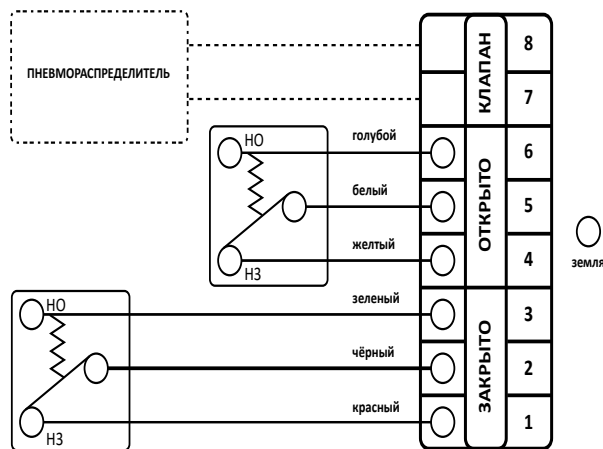 ПНЕВМОРАСПРЕДЕЛИТЕЛЬ
КЛАПАН
8
7
НО
НЗ
голубой
белый
желтый
ОТКРЫТО
6
5
4
земля
НО
НЗ
зеленый
чёрный
красный
ЗАКРЫТО
3
2
1